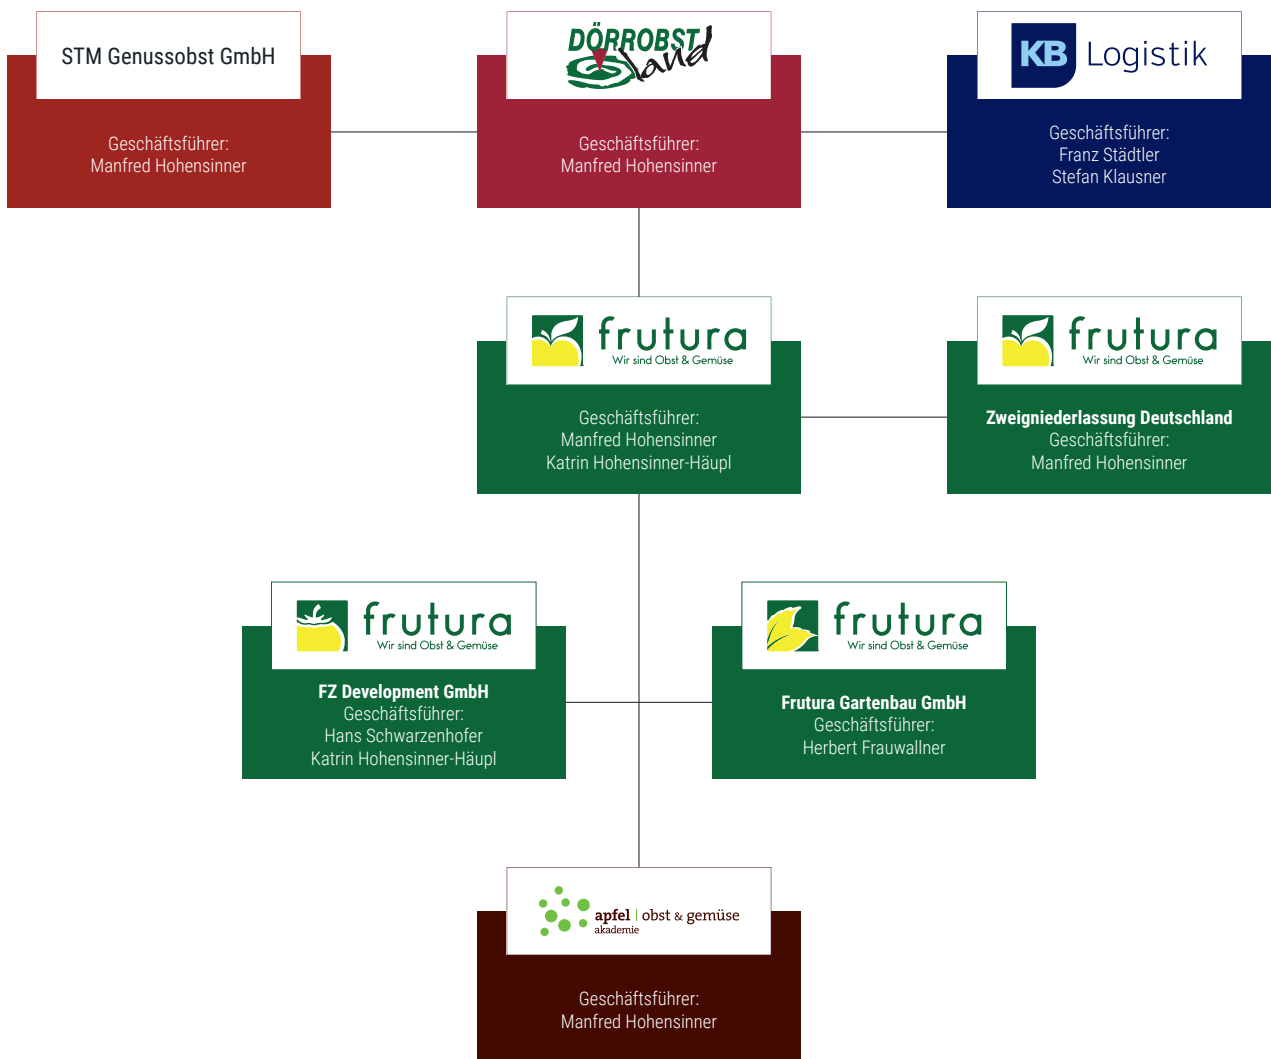 STM Genussobst GmbH
Geschäftsführer:
Manfred Hohensinner
DÖRROBST
land
Geschäftsführer:
Manfred Hohensinner
KB Logistik
Geschäftsführer:
Franz Städtler
Stefan Klausner
frutura
Wir sind Obst & Gemüse
Geschäftsführer:
Manfred Hohensinner
Katrin Hohensinner-Häupl
frutura
Wir sind Obst & Gemüse
Zweigniederlassung Deutschland
Geschäftsführer:
Manfred Hohensinner
frutura
Wir sind Obst & Gemüse
FZ Development GmbH
Geschäftsführer:
Hans Schwarzenhofer
Katrin Hohensinner-Häupl
frutura
Wir sind Obst & Gemüse
Frutura Gartenbau GmbH
Geschäftsführer:
Herbert Frauwallner
apfel | obst & gemüse
akademie
Geschäftsführer:
Manfred Hohensinner